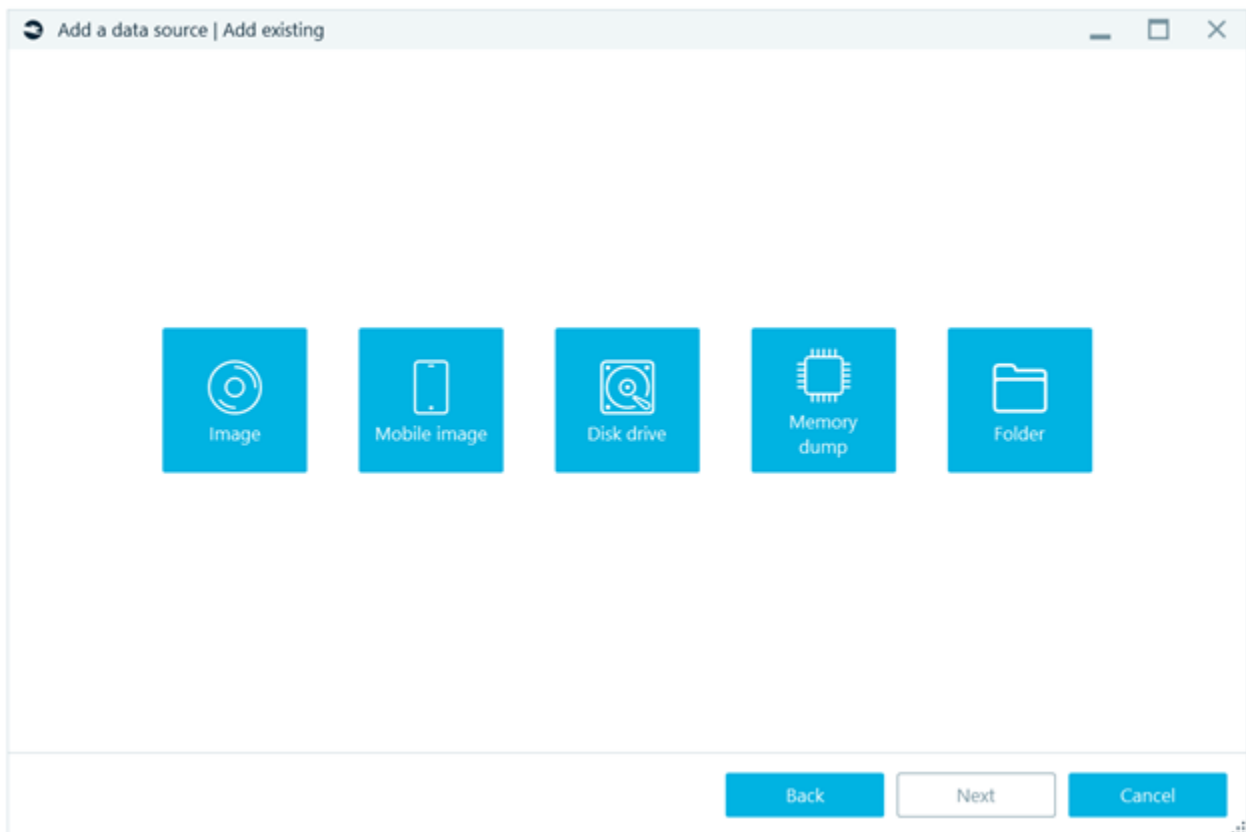 Add a data source | Add existing
Image
Mobile image
Disk drive
Memory
dump
Folder
Back
Next
Cancel